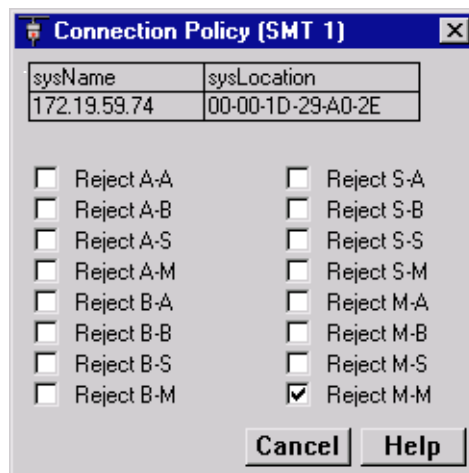 Connection Policy (SMT 1)
sysName sysLocation
172.19.59.74 00-00-1D-29-A0-2E
Reject A-A Reject S-A
Reject A-B Reject S-B
Reject A-S Reject S-S
Reject A-M Reject S-M
Reject B-A Reject M-A
Reject B-B Reject M-B
Reject B-S Reject M-S
Reject B-M Reject M-M
Cancel Help